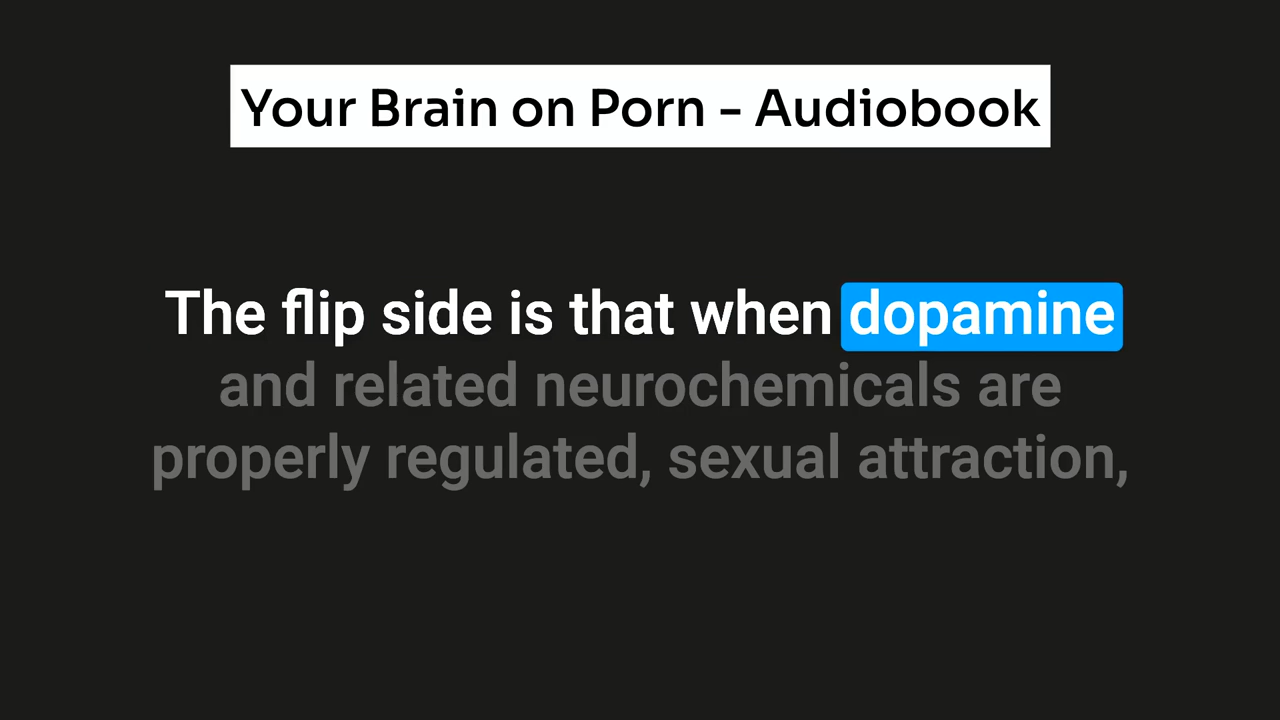 Your Brain on Porn - Audiobook
The flip side is that when dopamine
and related neurochemicals are
properly regulated, sexual attraction,